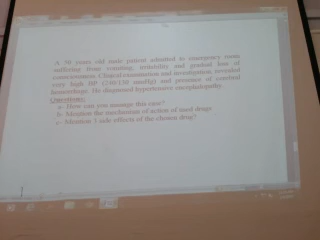 A 50 years old male patient admitted to emergency room
suffering from vomiting, irritability and gradual loss of
consciousness. Clinical examination and investigation revealed
very high BP (240/150 mmHg) and presence of cerebral
hemorrhage. He diagnosed hypertensive encephalopathy.
Questions:
a- How can you manage this case?
b- Mention the mechanism of action of used drugs
c- Mention 3 side effects of the chosen drug?